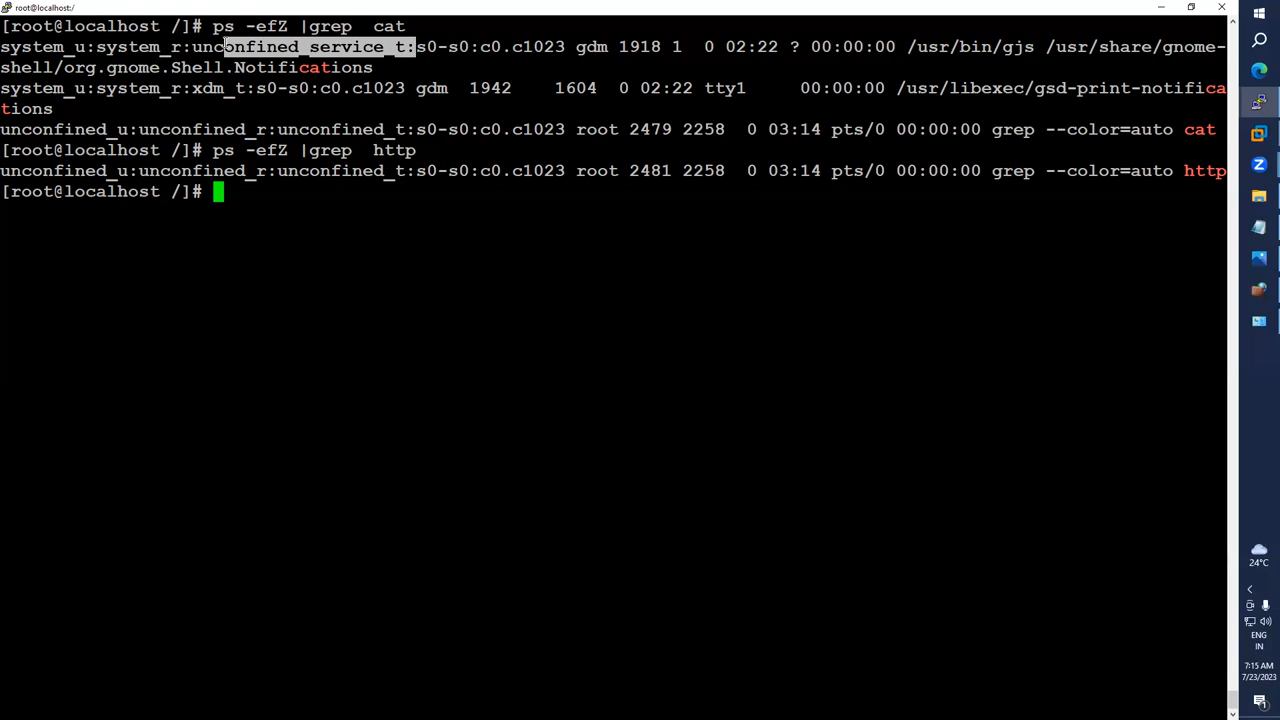 root@localhost:/
[root@localhost /]# ps -efZ |grep  cat
system_u:system_r:unconfined_service_t:s0-s0:c0.c1023 gdm 1918 1  0 02:22 ? 00:00:00 /usr/bin/gjs /usr/share/gnome-
shell/org.gnome.Shell.Notifications
system_u:system_r:xdm_t:s0-s0:c0.c1023 gdm  1942    1604  0 02:22 tty1     00:00:00 /usr/libexec/gsd-print-notifica
tions
unconfined_u:unconfined_r:unconfined_t:s0-s0:c0.c1023 root 2479 2258  0 03:14 pts/0 00:00:00 grep --color=auto cat
[root@localhost /]# ps -efZ |grep  http
unconfined_u:unconfined_r:unconfined_t:s0-s0:c0.c1023 root 2481 2258  0 03:14 pts/0 00:00:00 grep --color=auto http
[root@localhost /]#
24°C
ENG
IN
7:15 AM
7/23/2023